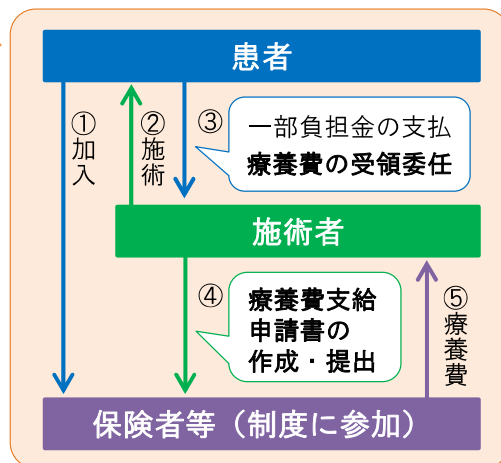 患者
①加入
②施術
③
一部負担金の支払
療養費の受領委任
施術者
④
療養費支給
申請書の
作成・提出
⑤療養費
保険者等（制度に参加）